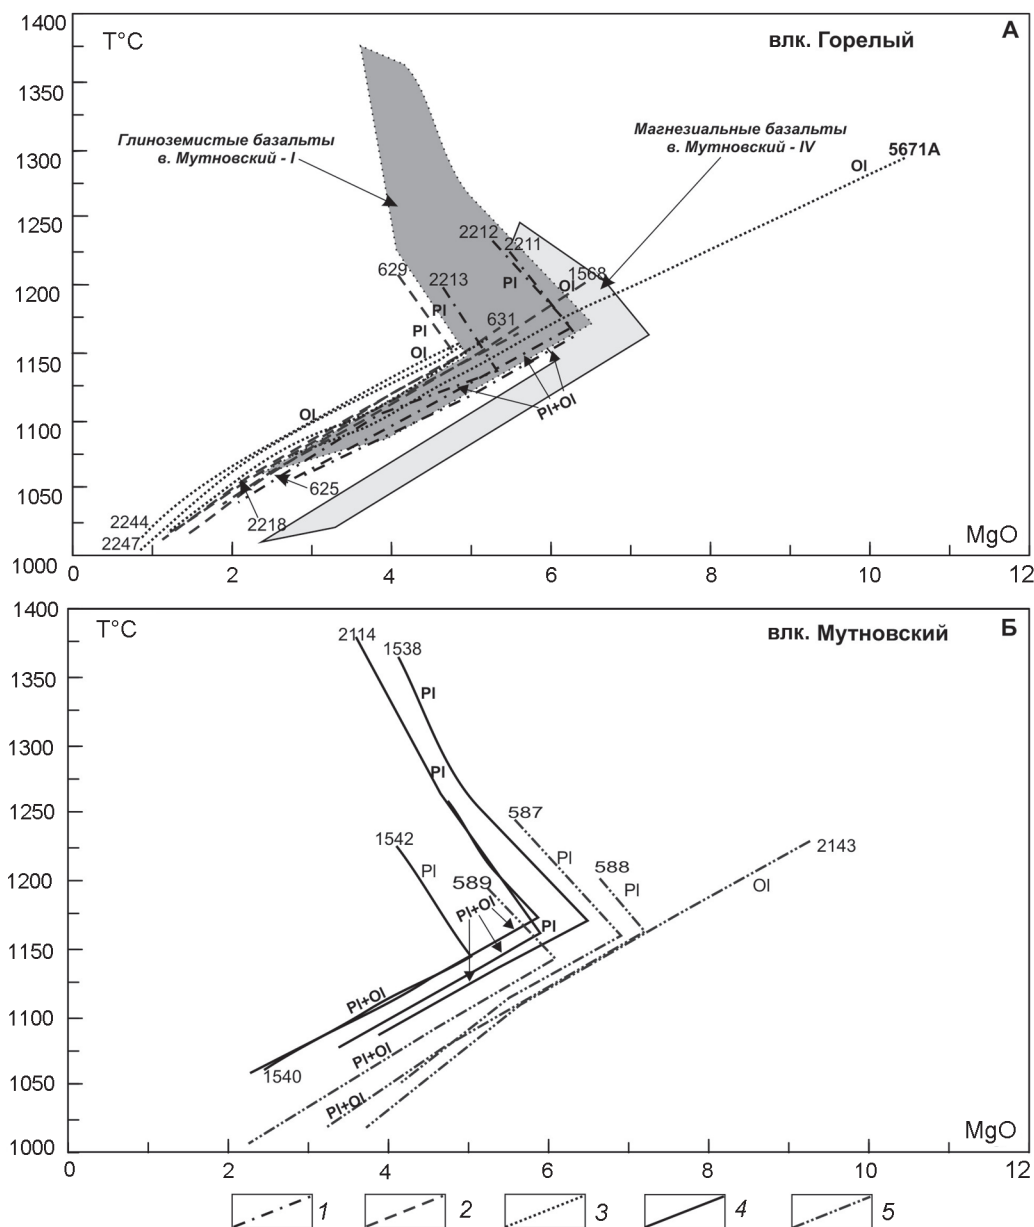 1400
T°C
влк. Горелый
А
1350
Глиноземистые базальты
в. Мутновский - I
Магнезиальные базальты
в. Мутновский - IV
1300
5671А
Ol
1250
2212
2211
629
2213
Pl
Ol
1568
1200
Pl
631
Pl
Ol
1150
Ol
Pl+Ol
1100
1050
625
2244
2218
2247
MgO
1000
0
2
4
6
8
10
12
1400
T°C
влк. Мутновский
Б
2114
1538
1350
Pl
1300
Pl
1250
587
1542
2143
Pl
588
1200
Pl
589
Pl
Ol
Pl+Ol
Pl
1150
Pl+Ol
1100
Pl+Ol
1540
1050
Pl+Ol
1000
MgO
0
2
4
6
8
10
12
1
2
3
4
5